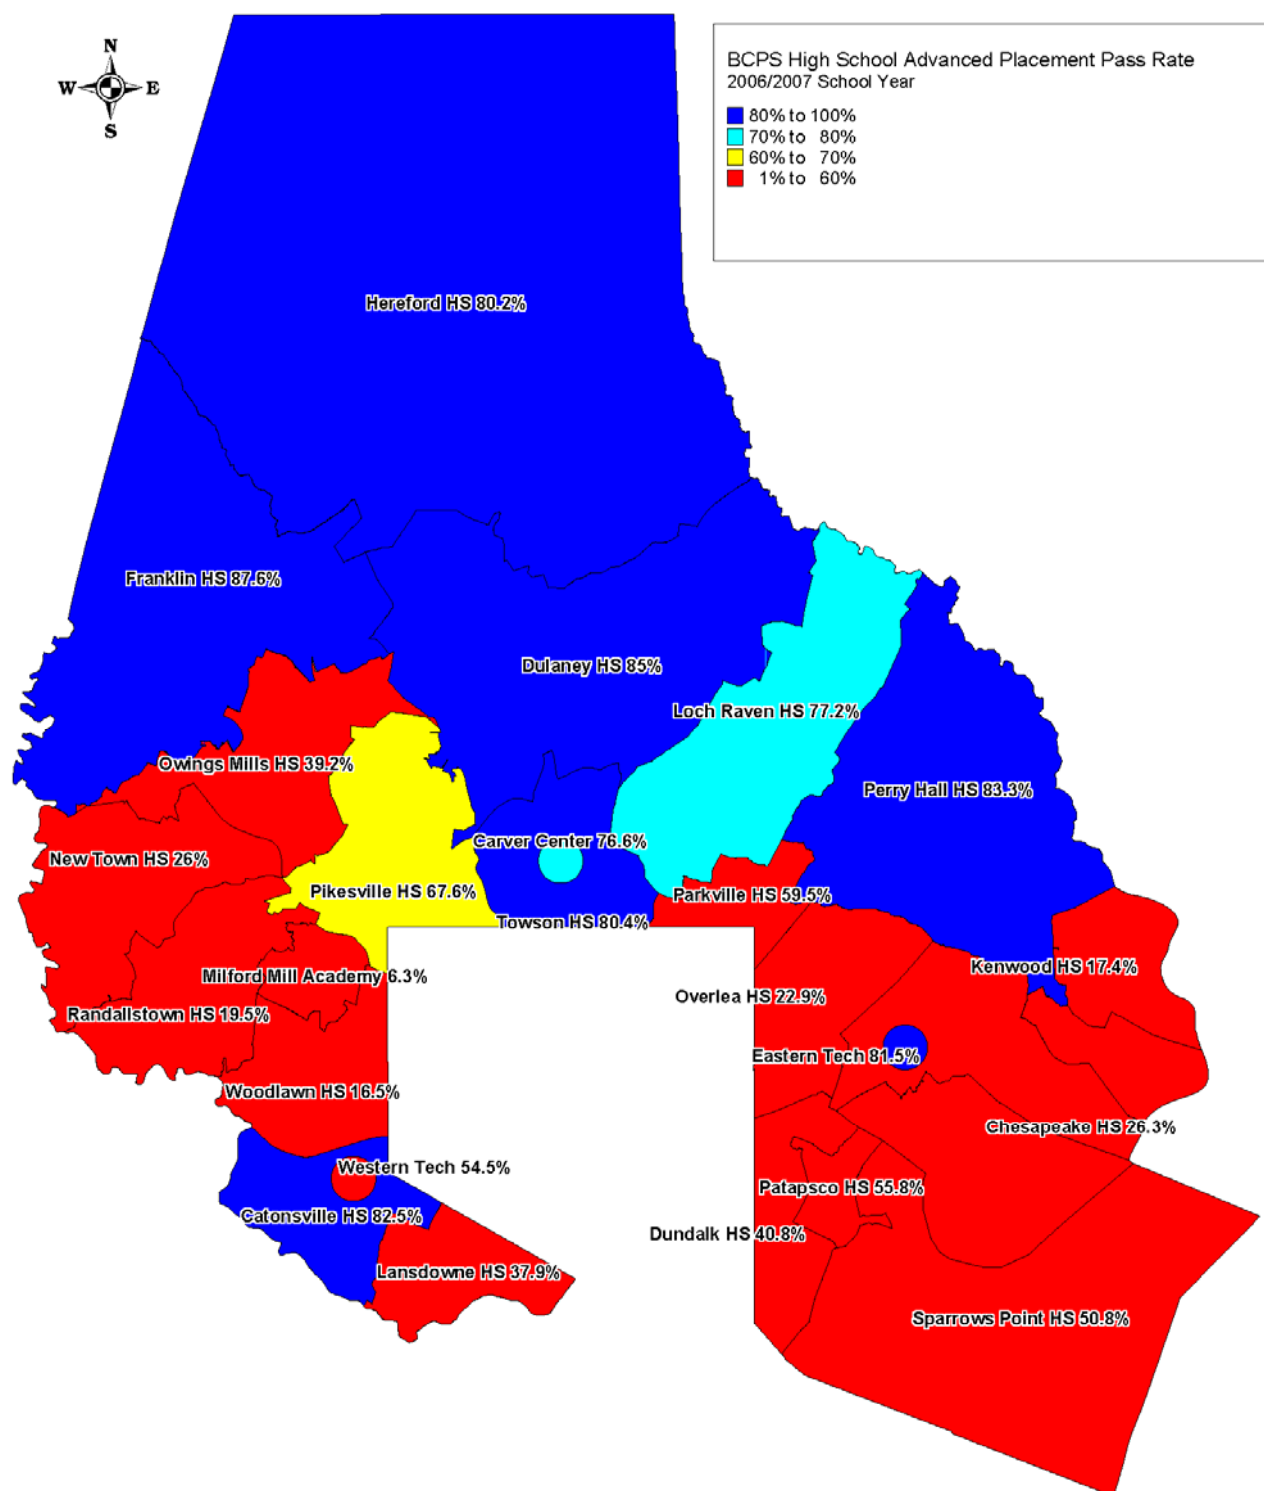 N
W E
S
BCPS High School Advanced Placement Pass Rate
2006/2007 School Year
80% to 100%
70% to 80%
60% to 70%
1% to 60%
Hereford HS 80.2%
Franklin HS 87.6%
Dulaney HS 85%
Loch Raven HS 77.2%
Owings Mills HS 39.2%
Perry Hall HS 83.3%
Carver Center 76.6%
New Town HS 26%
Pikesville HS 67.6%
Parkville HS 59.5%
Towson HS 80.4%
Kenwood HS 17.4%
Milford Mill Academy 6.3%
Overlea HS 22.9%
Randallstown HS 19.5%
Eastern Tech 81.5%
Woodlawn HS 16.5%
Chesapeake HS 26.3%
Western Tech 54.5%
Patapsco HS 55.8%
Catonsville HS 82.5%
Dundalk HS 40.8%
Lansdowne HS 37.9%
Sparrows Point HS 50.8%